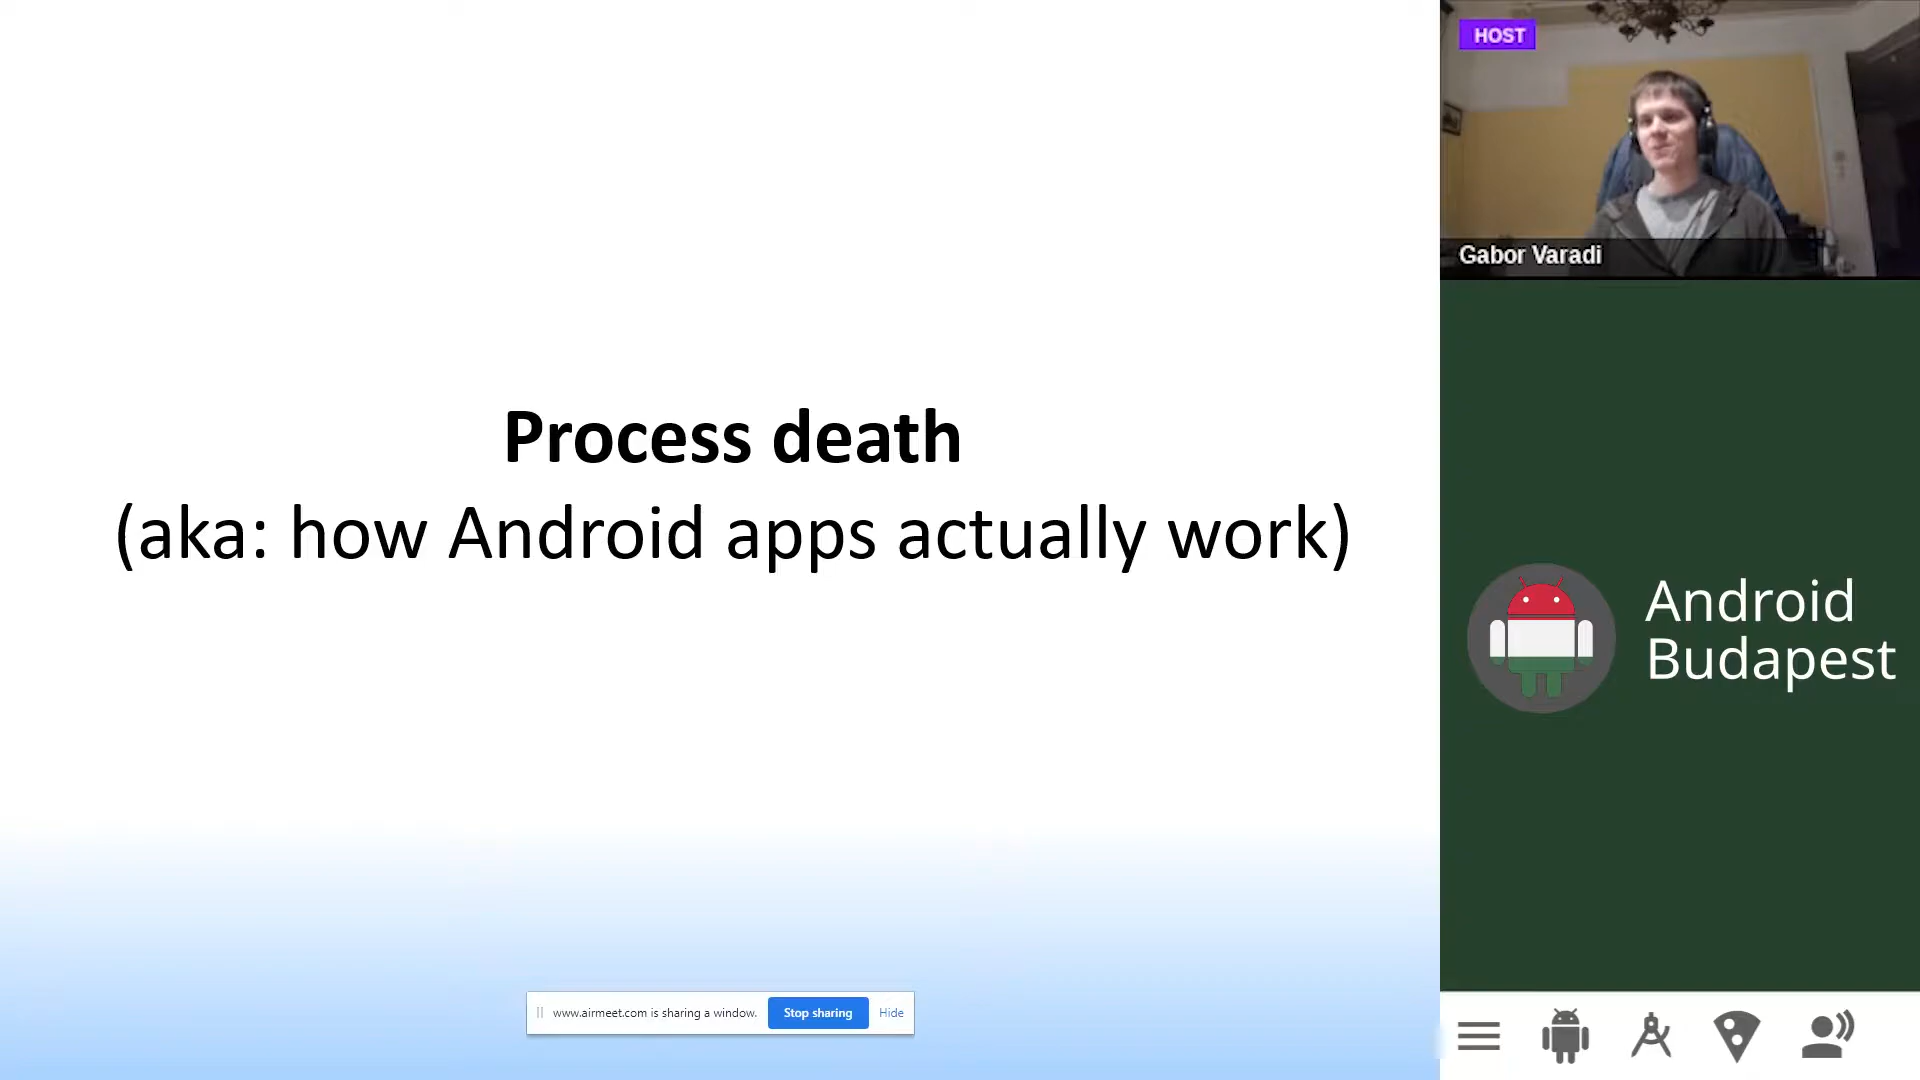 Process death
(aka: how Android apps actually work)
www.airmeet.com is sharing a window.
Stop sharing
Hide
HOST
Gabor Varadi
Android
Budapest